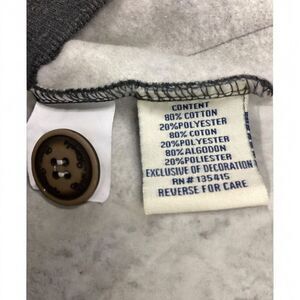 CONTENT
80% COTTON
20%POLYESTER
80% COTON
20%POLYESTER
80% ALGODON
20%POLIESTER
EXCLUSIVE OF DECORATION
RN# 135415
REVERSE FOR CARE